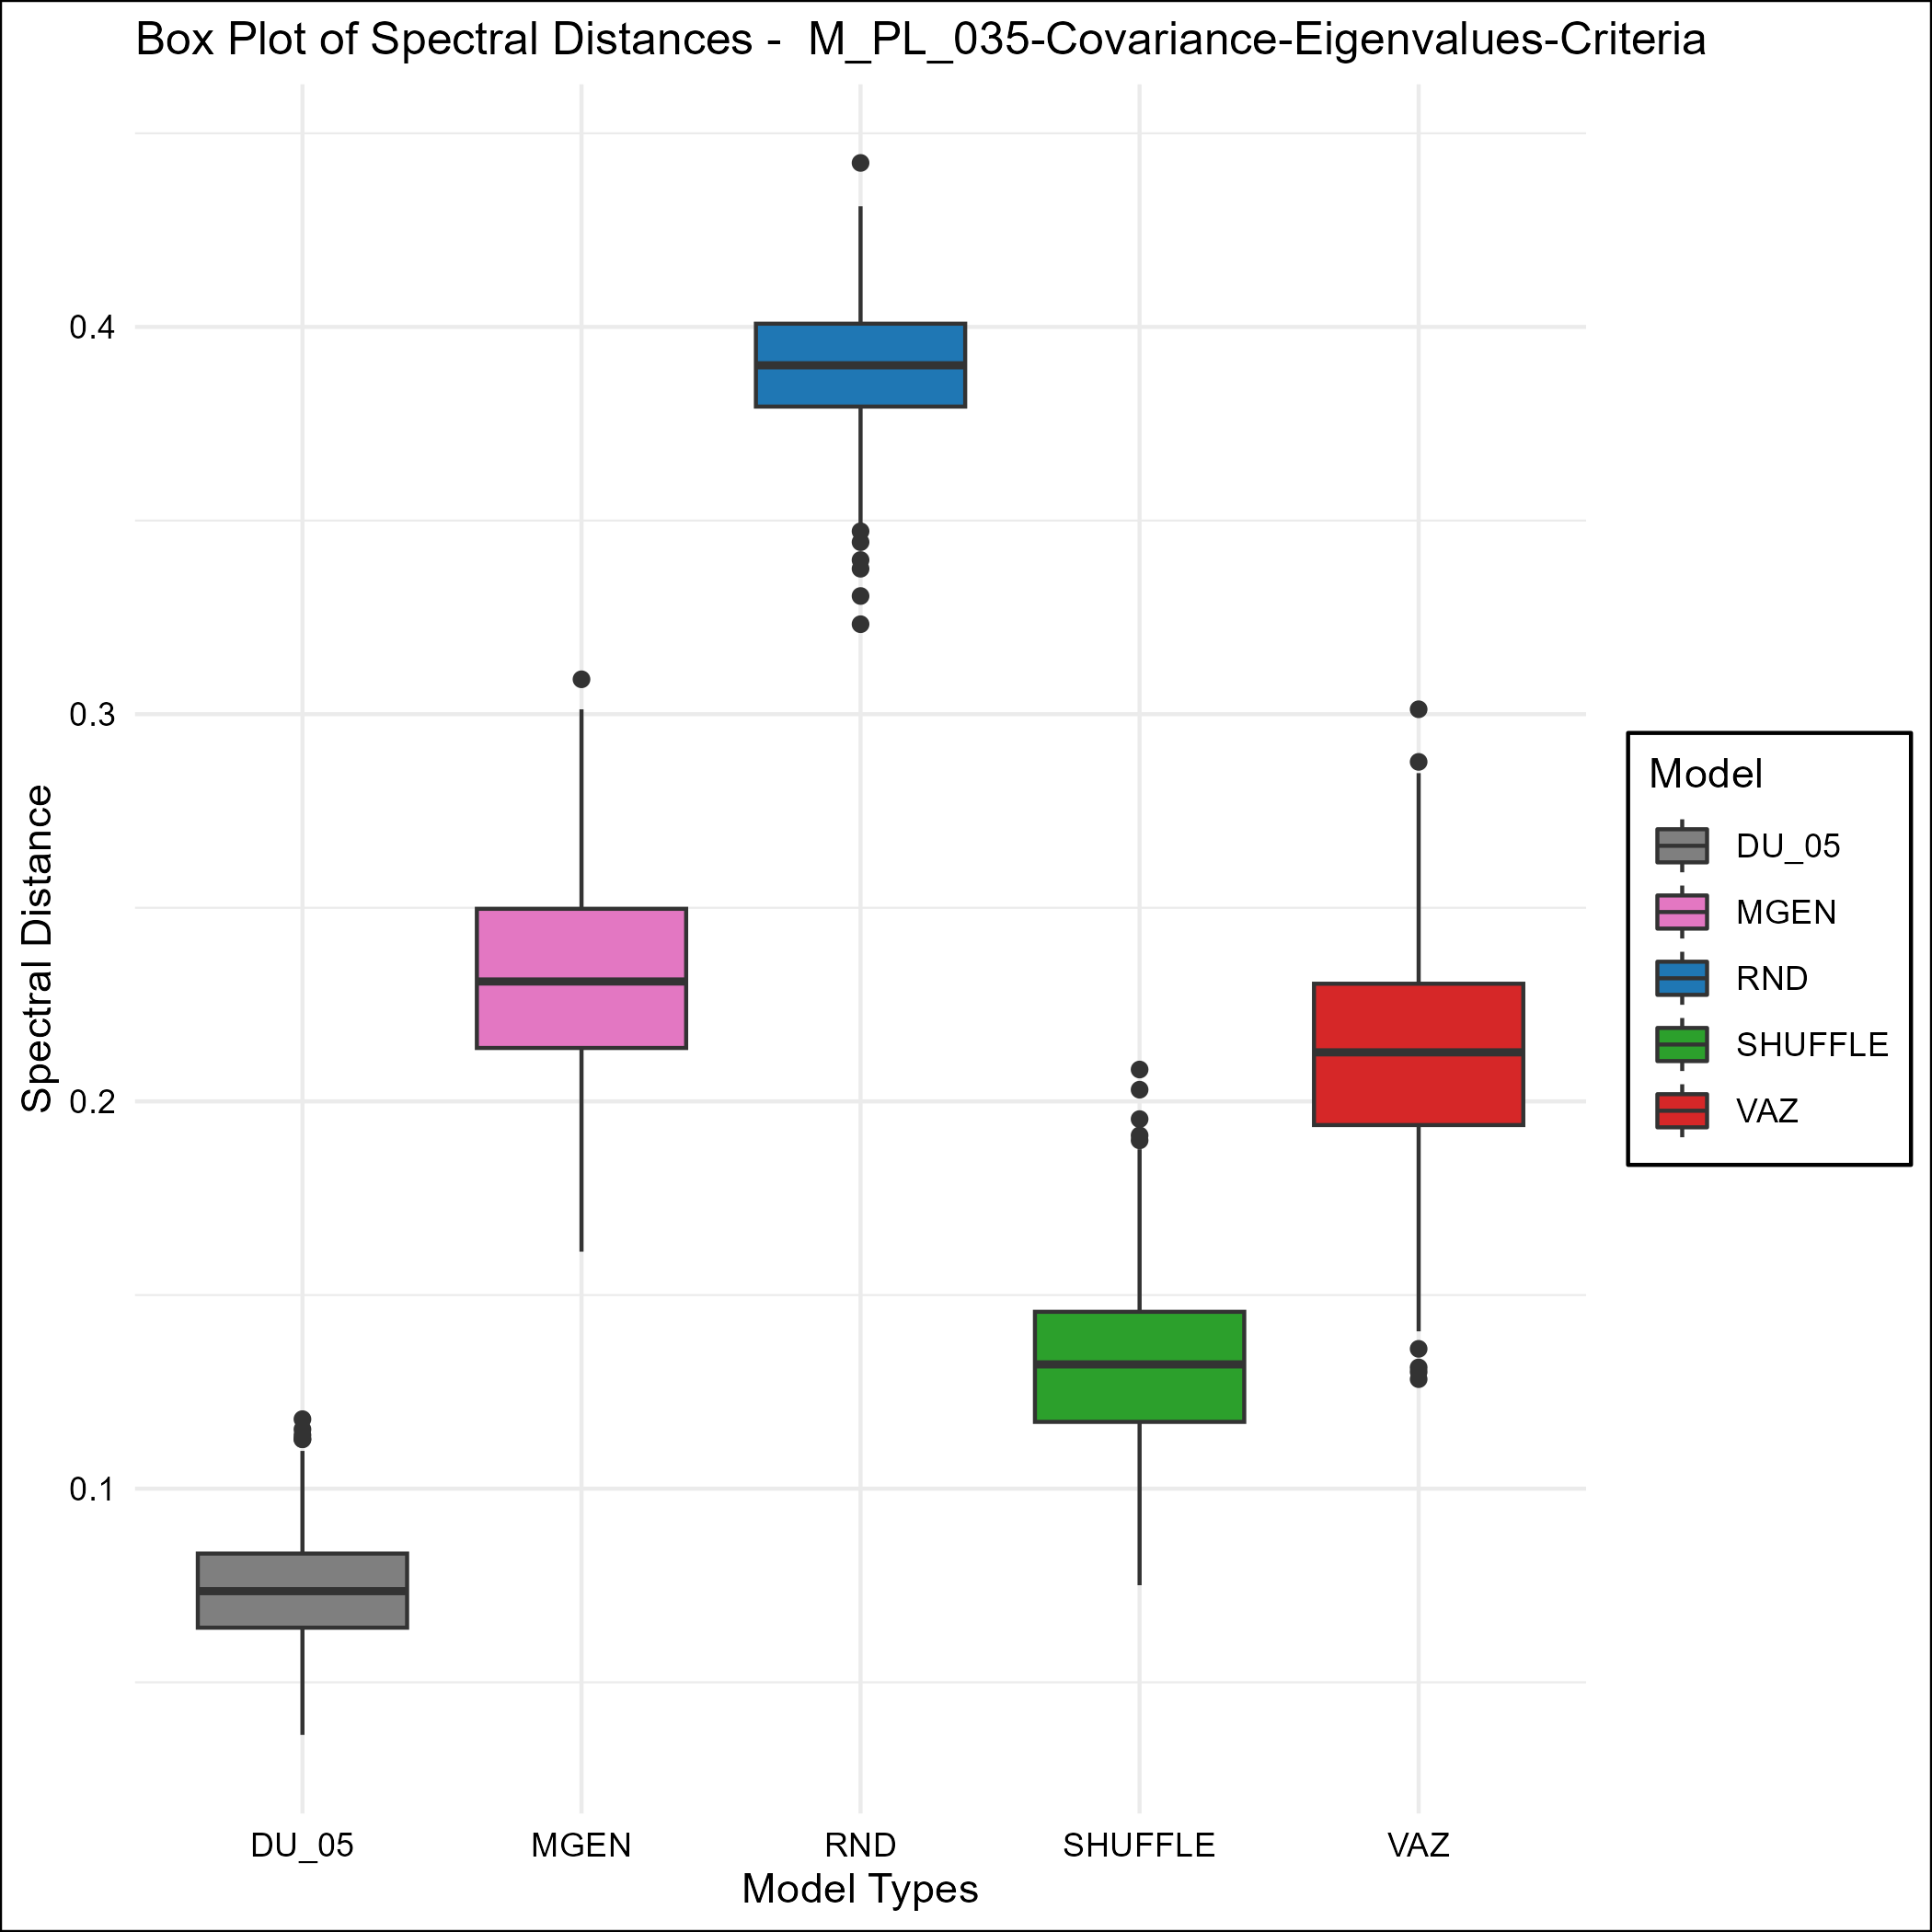 Box Plot of Spectral Distances -  M_PL_035-Covariance-Eigenvalues-Criteria
Spectral Distance
0.4
0.3
0.2
0.1
DU_05
MGEN
RND
SHUFFLE
VAZ
Model Types
Model
DU_05
MGEN
RND
SHUFFLE
VAZ